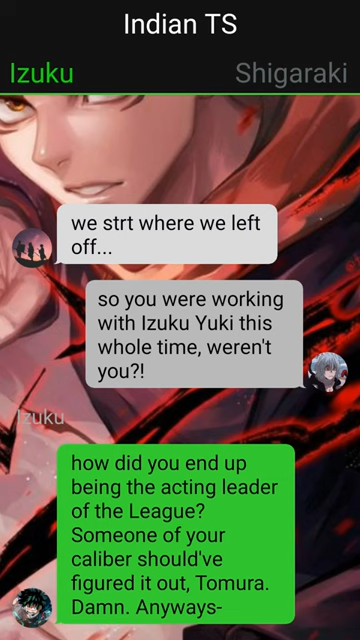 Indian TS
Izuku
Shigaraki
we strt where we left
off...
so you were working
with Izuku Yuki this
whole time, weren't
you?!
Izuku
how did you end up
being the acting leader
of the League?
Someone of your
caliber should've
figured it out, Tomura.
Damn. Anyways-